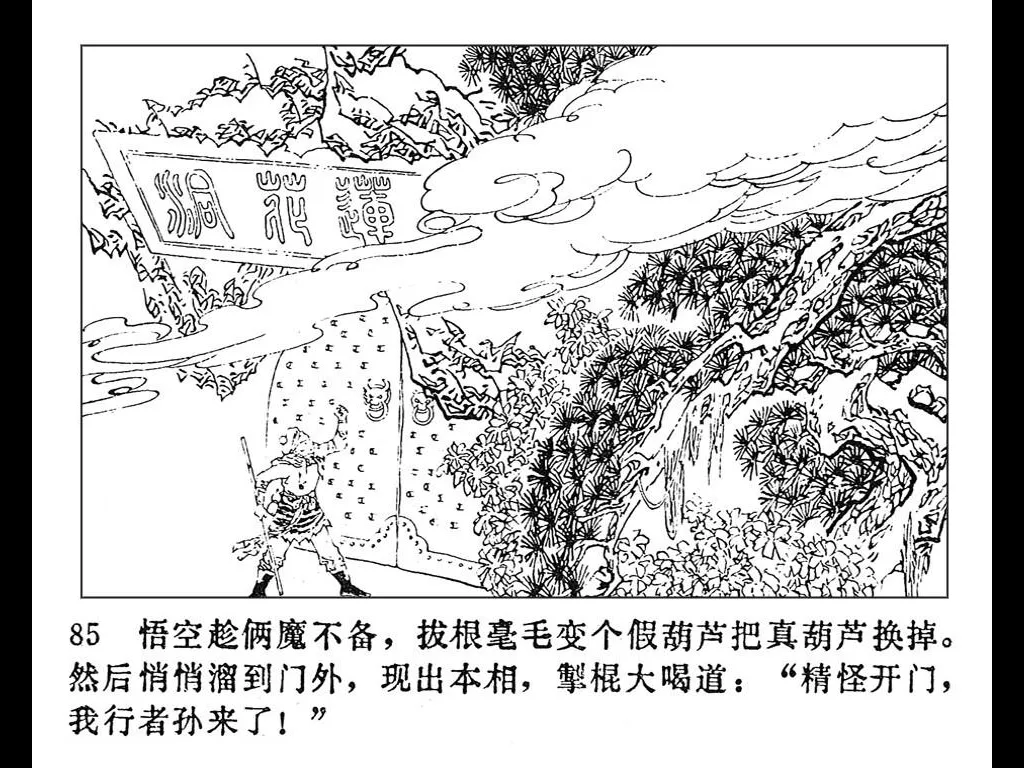 蓮花洞
85 悟空趁俩魔不备，拔根毫毛变个假葫芦把真葫芦换掉。
然后悄悄溜到门外，现出本相，掣棍大喝道：“精怪开门，
我行者孙来了！”